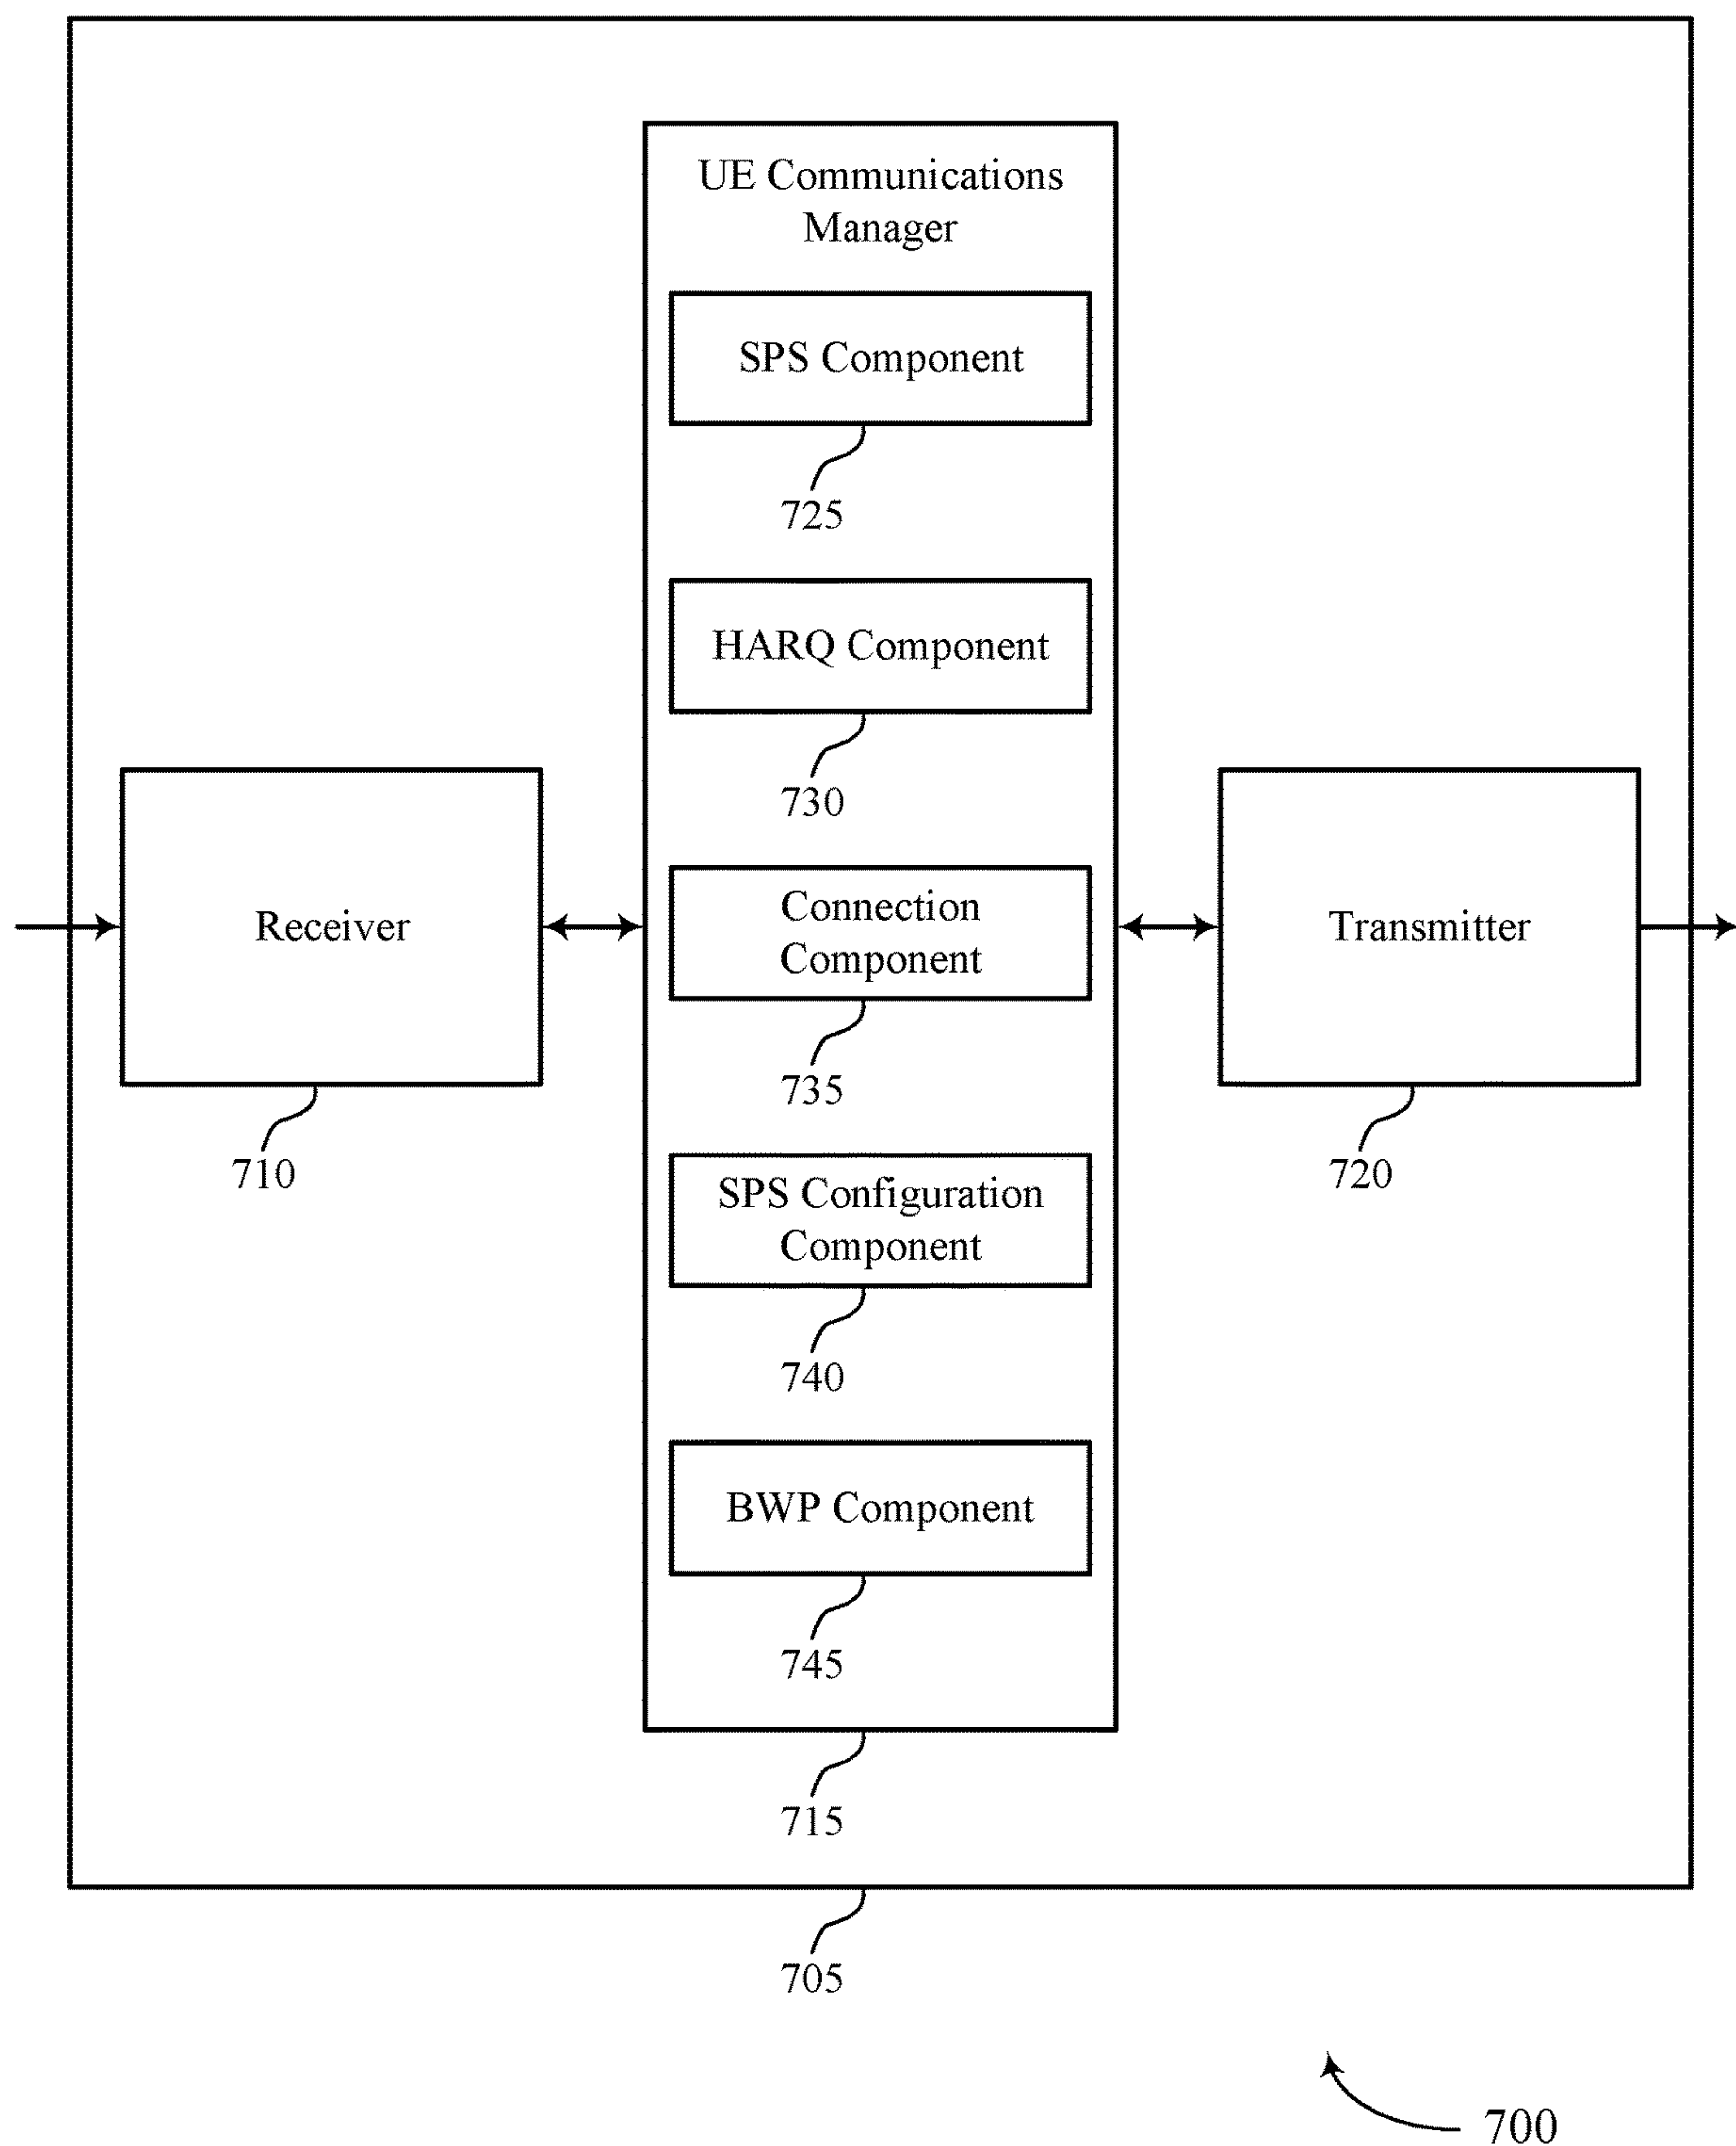 UE Communications
Manager
SPS Component
725
HARQ Component
730
Receiver
710
Connection
Component
735
Transmitter
720
SPS Configuration
Component
740
BWP Component
745
715
705
700